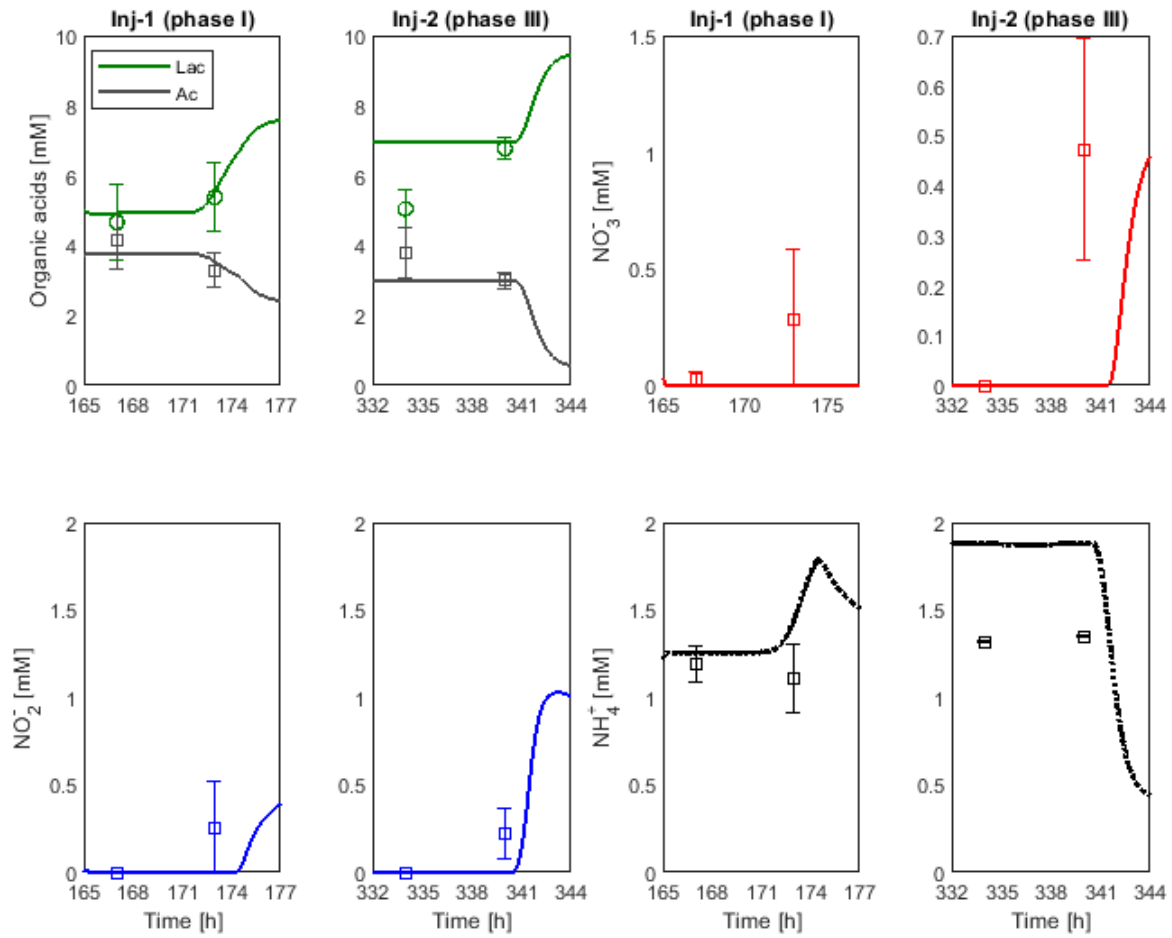 Inj-1 (phase I)
Inj-2 (phase III)
Inj-1 (phase I)
Inj-2 (phase III)
Organic acids [mM]
10
8
6
4
2
0
Lac
Ac
165 168 171 174 177
10
8
6
4
2
0
332 335 338 341 344
NO₃⁻ [mM]
1.5
1
0.5
0
165 170 175
0.7
0.6
0.5
0.4
0.3
0.2
0.1
0
332 335 338 341 344
NO₂⁻ [mM]
2
1.5
1
0.5
0
165 168 171 174 177
Time [h]
2
1.5
1
0.5
0
332 335 338 341 344
Time [h]
NH₄⁺ [mM]
2
1.5
1
0.5
0
165 168 171 174 177
Time [h]
2
1.5
1
0.5
0
332 335 338 341 344
Time [h]